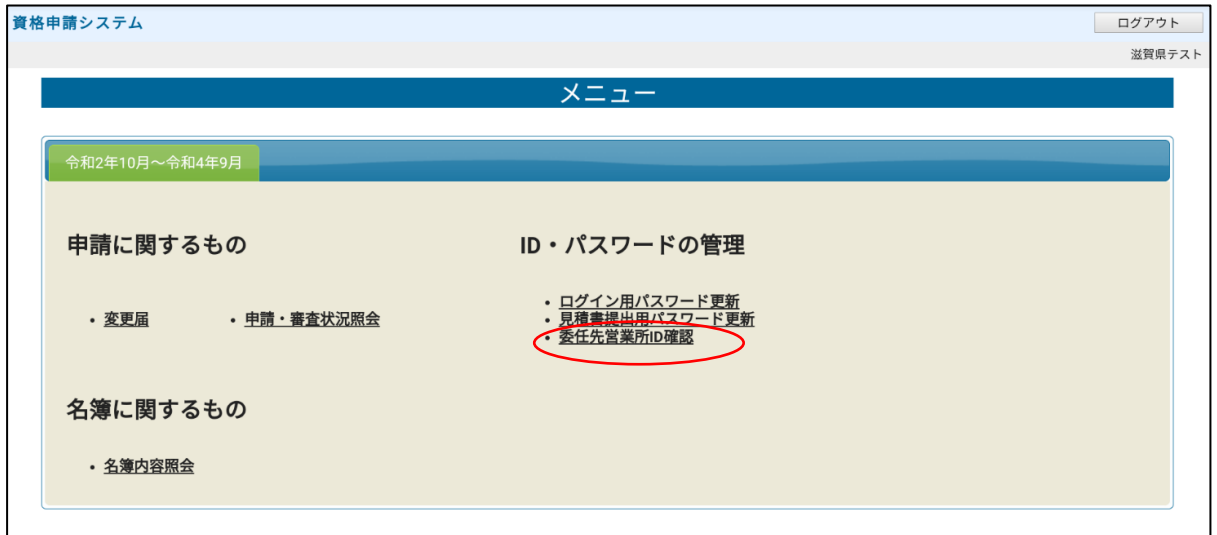 資格申請システム
ログアウト
滋賀県テスト
メニュー
令和2年10月～令和4年9月
申請に関するもの
・変更届
・申請・審査状況照会
ID・パスワードの管理
・ログイン用パスワード更新
・見積書提出用パスワード更新
・委任先営業所ID確認
名簿に関するもの
・名簿内容照会